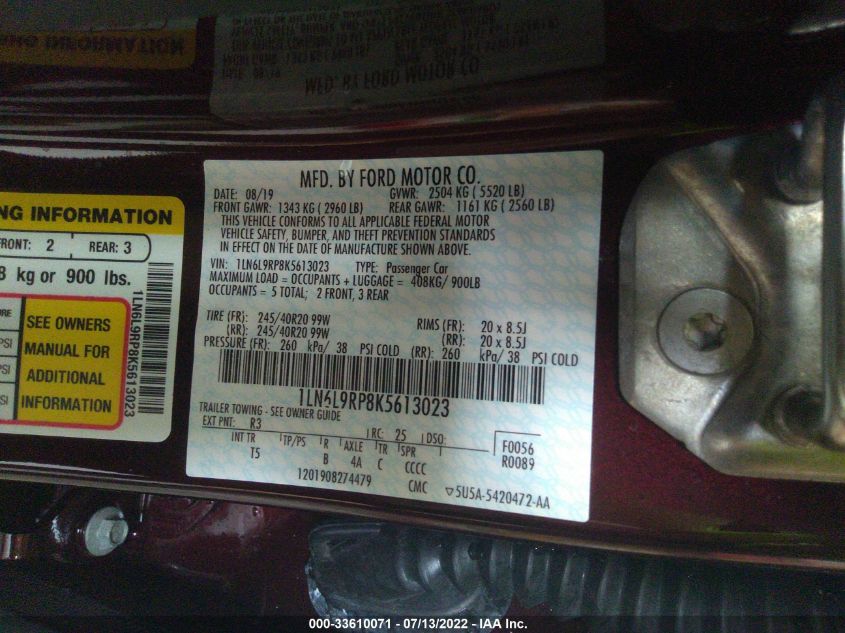 MFD. BY FORD MOTOR CO.
DATE: 08/19 GVWR: 2504 KG ( 5520 LB)
FRONT GAWR: 1343 KG ( 2960 LB) REAR GAWR: 1161 KG ( 2560 LB)
THIS VEHICLE CONFORMS TO ALL APPLICABLE FEDERAL MOTOR
VEHICLE SAFETY, BUMPER, AND THEFT PREVENTION STANDARDS
IN EFFECT ON THE DATE OF MANUFACTURE SHOWN ABOVE.
VIN: 1LN6L9RP8K5613023 TYPE: Passenger Car
MAXIMUM LOAD = OCCUPANTS + LUGGAGE = 408KG/ 900LB
OCCUPANTS = 5 TOTAL; 2 FRONT, 3 REAR
TIRE (FR): 245/40R20 99W RIMS (FR): 20 x 8.5J
(RR): 245/40R20 99W (RR): 20 x 8.5J
PRESSURE (FR): 260 kPa/ 38 PSI COLD (RR): 260 kPa/ 38 PSI COLD
1LN6L9RP8K5613023
TRAILER TOWING - SEE OWNER GUIDE
EXT PNT: R3 RC: 25 DSO: F0056
INT TR TP/PS R AXLE TR SPR R0089
T5 B 4A C CCCC
1201908274479 CMC ▽5U5A-5420472-AA
NG INFORMATION
FRONT: 2 REAR: 3
8 kg or 900 lbs.
SEE OWNERS
MANUAL FOR
ADDITIONAL
INFORMATION
URE
PSI
PSI
SI
1LN6L9RP8K5613023
000-33610071 - 07/13/2022 - IAA Inc.